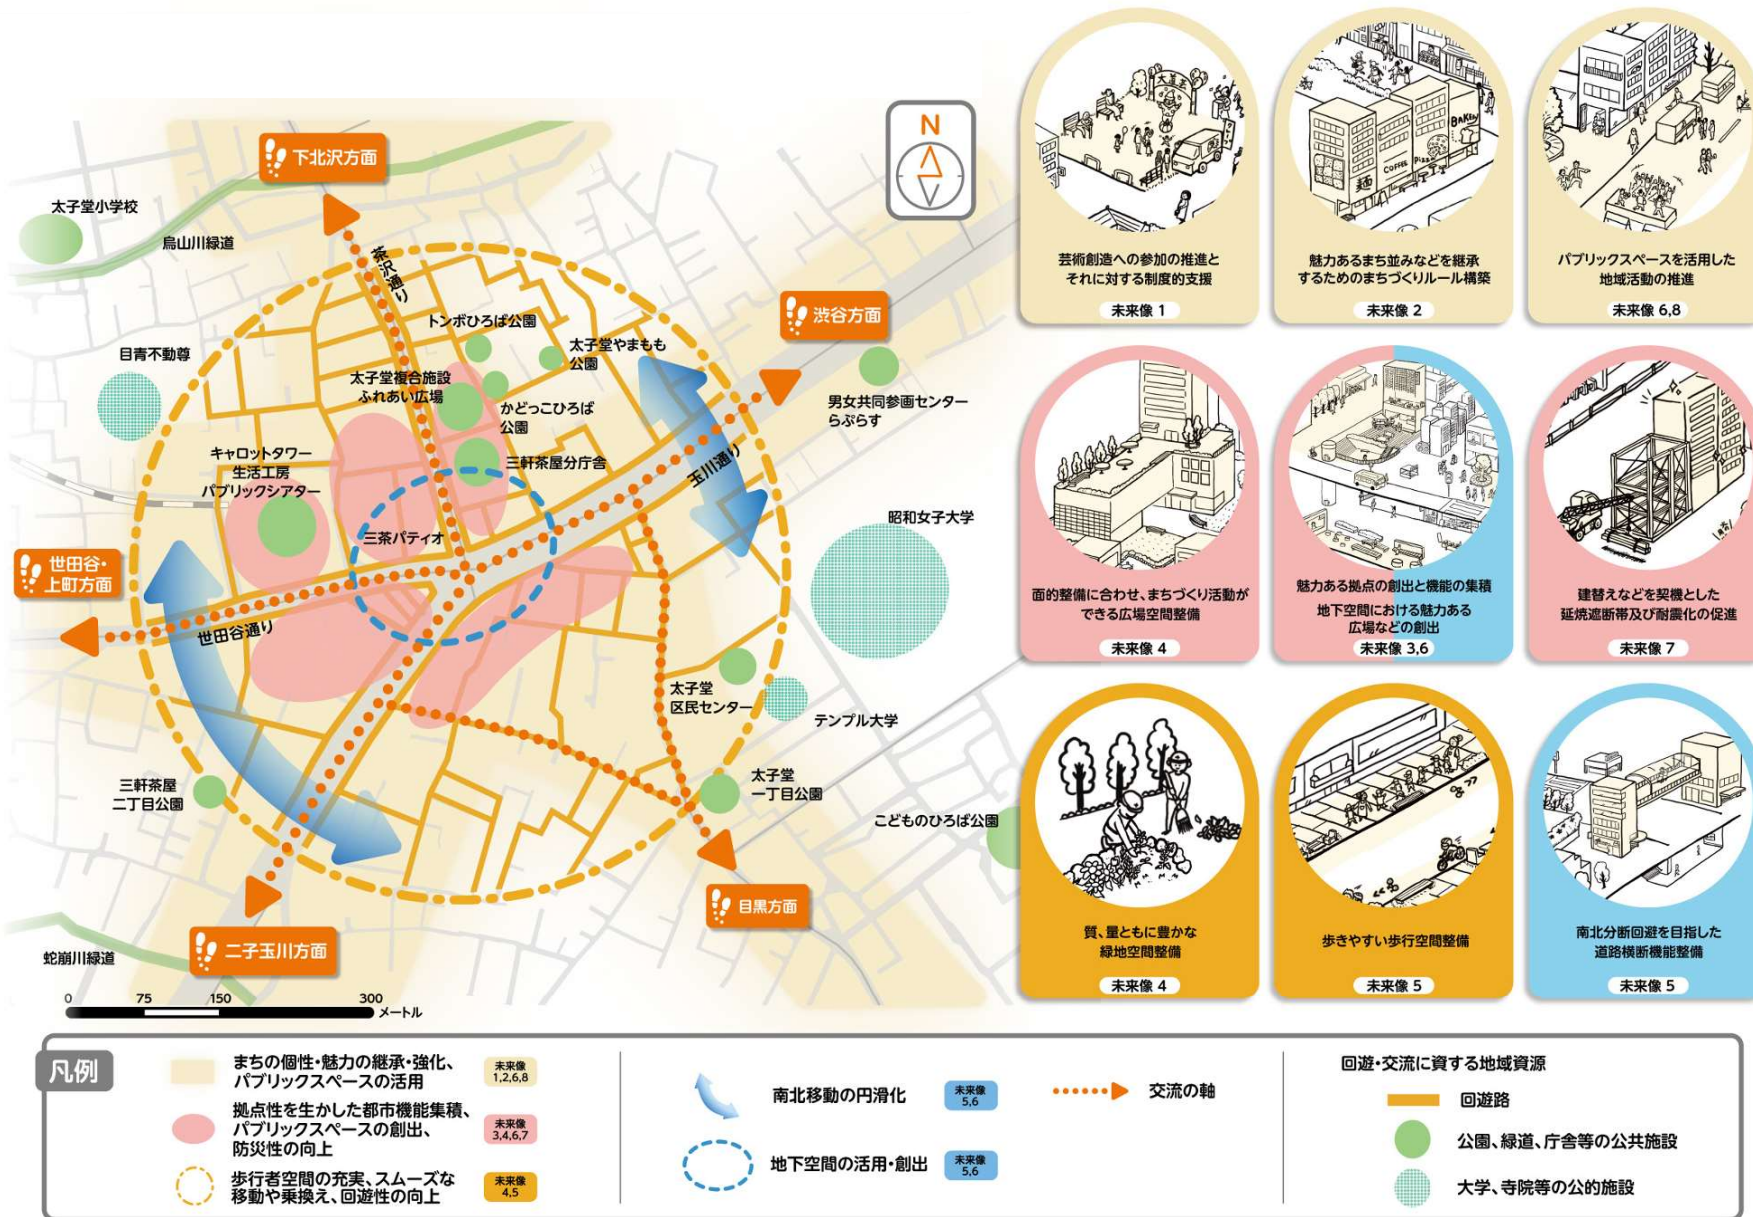 下北沢方面
太子堂小学校
烏山川緑道
茶沢通り
N
渋谷方面
トンボひろば公園
太子堂やまもも
公園
目青不動尊
太子堂複合施設
ふれあい広場
かどっこひろば
公園
男女共同参画センター
らぷらす
キャロットタワー
生活工房
パブリックシアター
三軒茶屋分庁舎
玉川通り
昭和女子大学
三茶パティオ
世田谷・
上町方面
世田谷通り
太子堂
区民センター
テンプル大学
三軒茶屋
二丁目公園
太子堂
一丁目公園
こどものひろば公園
目黒方面
二子玉川方面
蛇崩川緑道
0 75 150 300
メートル
大道芸
芸術創造への参加の推進と
それに対する制度的支援
未来像 1
麺
COFFEE
Pizza
BAKERY
魅力あるまち並みなどを継承
するためのまちづくりルール構築
未来像 2
パブリックスペースを活用した
地域活動の推進
未来像 6,8
面的整備に合わせ、まちづくり活動が
できる広場空間整備
未来像 4
魅力ある拠点の創出と機能の集積
地下空間における魅力ある
広場などの創出
未来像 3,6
建替えなどを契機とした
延焼遮断帯及び耐震化の促進
未来像 7
質、量ともに豊かな
緑地空間整備
未来像 4
歩きやすい歩行空間整備
未来像 5
南北分断回避を目指した
道路横断機能整備
未来像 5
凡例
まちの個性・魅力の継承・強化、
パブリックスペースの活用
未来像
1,2,6,8
拠点性を生かした都市機能集積、
パブリックスペースの創出、
防災性の向上
未来像
3,4,6,7
歩行者空間の充実、スムーズな
移動や乗換え、回遊性の向上
未来像
4,5
南北移動の円滑化
未来像
5,6
地下空間の活用・創出
未来像
5,6
交流の軸
回遊・交流に資する地域資源
回遊路
公園、緑道、庁舎等の公共施設
大学、寺院等の公的施設